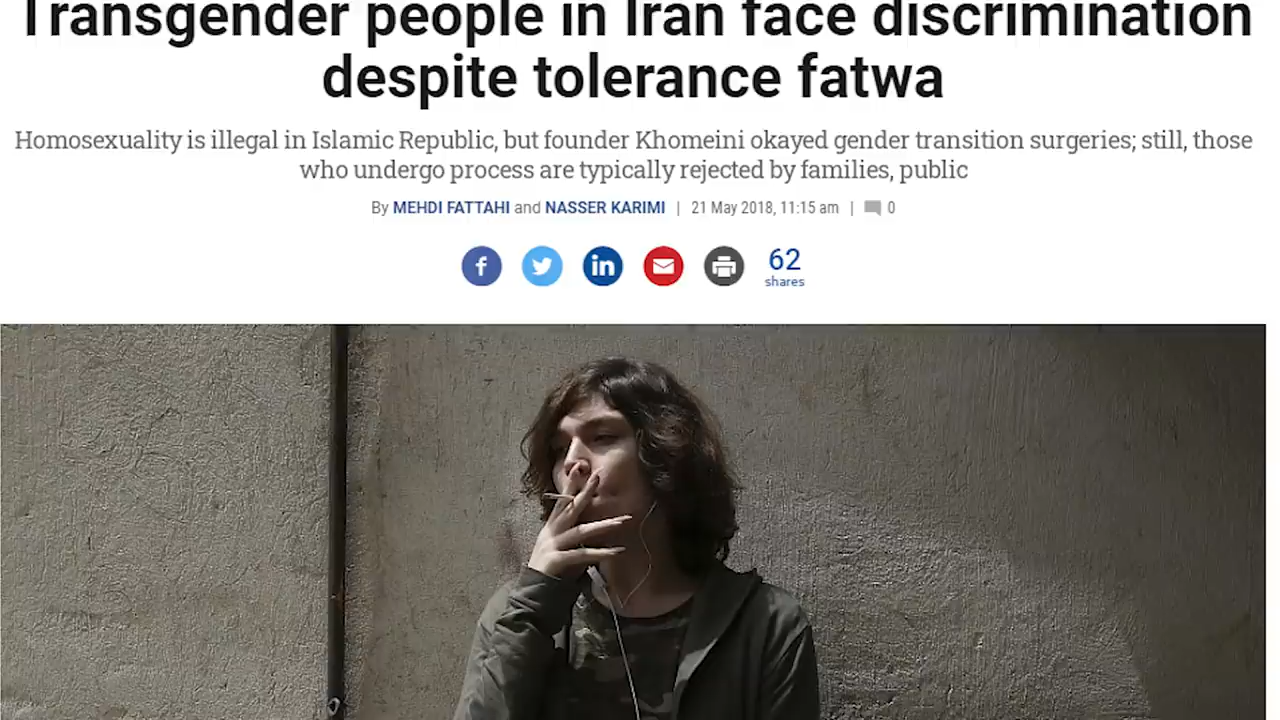 Transgender people in Iran face discrimination
despite tolerance fatwa
Homosexuality is illegal in Islamic Republic, but founder Khomeini okayed gender transition surgeries; still, those
who undergo process are typically rejected by families, public
By MEHDI FATTAHI and NASSER KARIMI | 21 May 2018, 11:15 am | 0
f in 62
shares